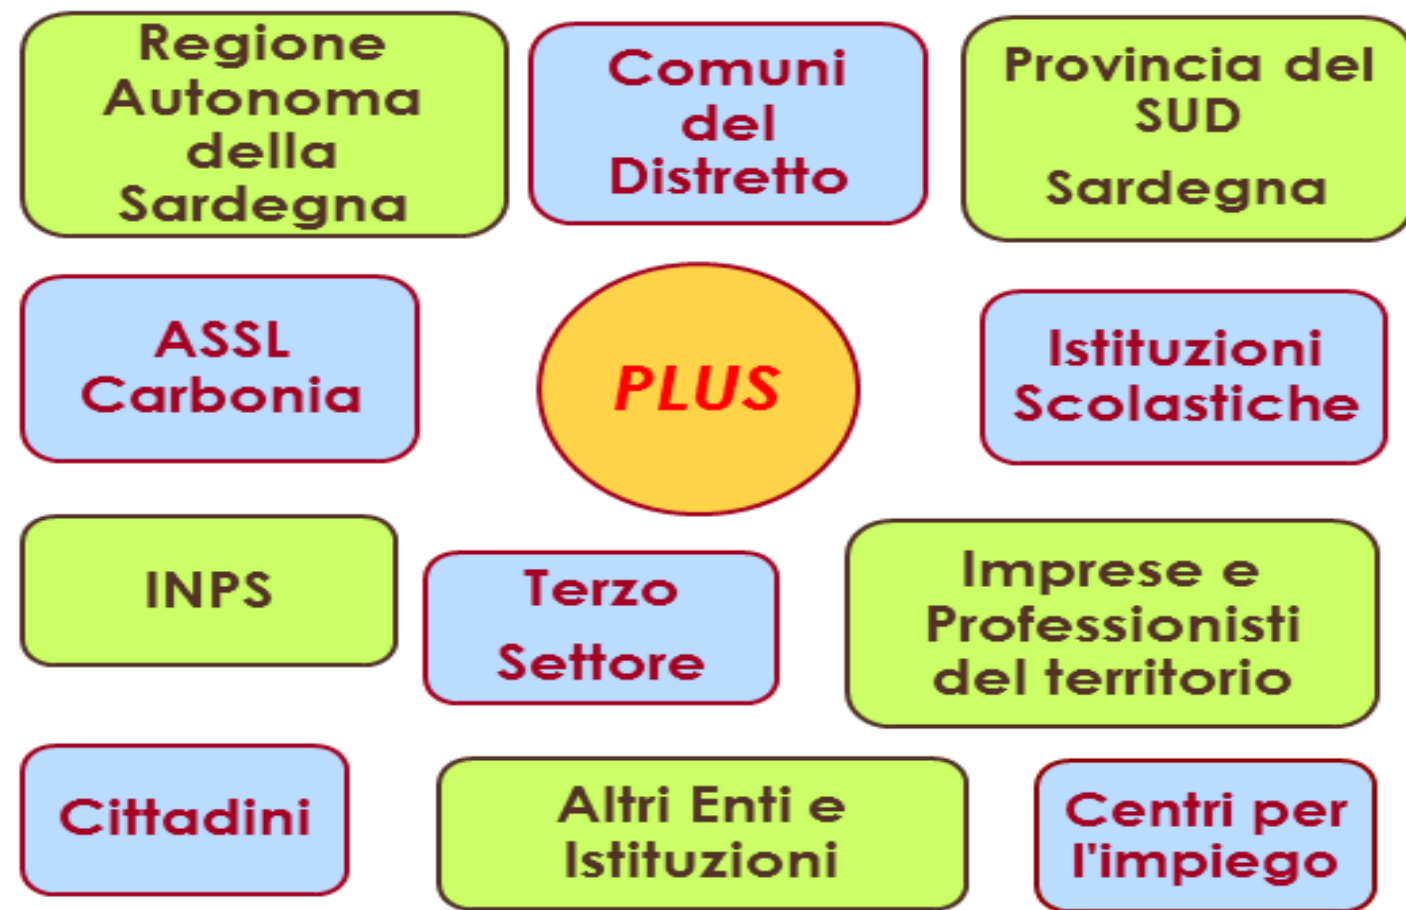 Regione
Autonoma
della
Sardegna
Comuni
del
Distretto
Provincia del
SUD
Sardegna
ASSL
Carbonia
PLUS
Istituzioni
Scolastiche
INPS
Terzo
Settore
Imprese e
Professionisti
del territorio
Cittadini
Altri Enti e
Istituzioni
Centri per
l'impiego